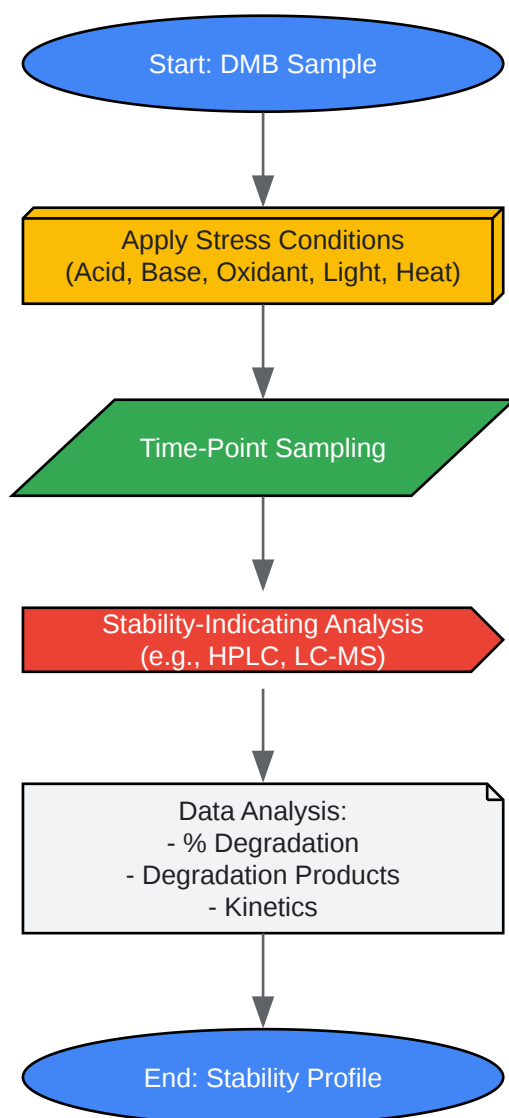 Start: DMB Sample
Apply Stress Conditions
(Acid, Base, Oxidant, Light, Heat)
Time-Point Sampling
Stability-Indicating Analysis
(e.g., HPLC, LC-MS)
Data Analysis:
- % Degradation
- Degradation Products
- Kinetics
End: Stability Profile